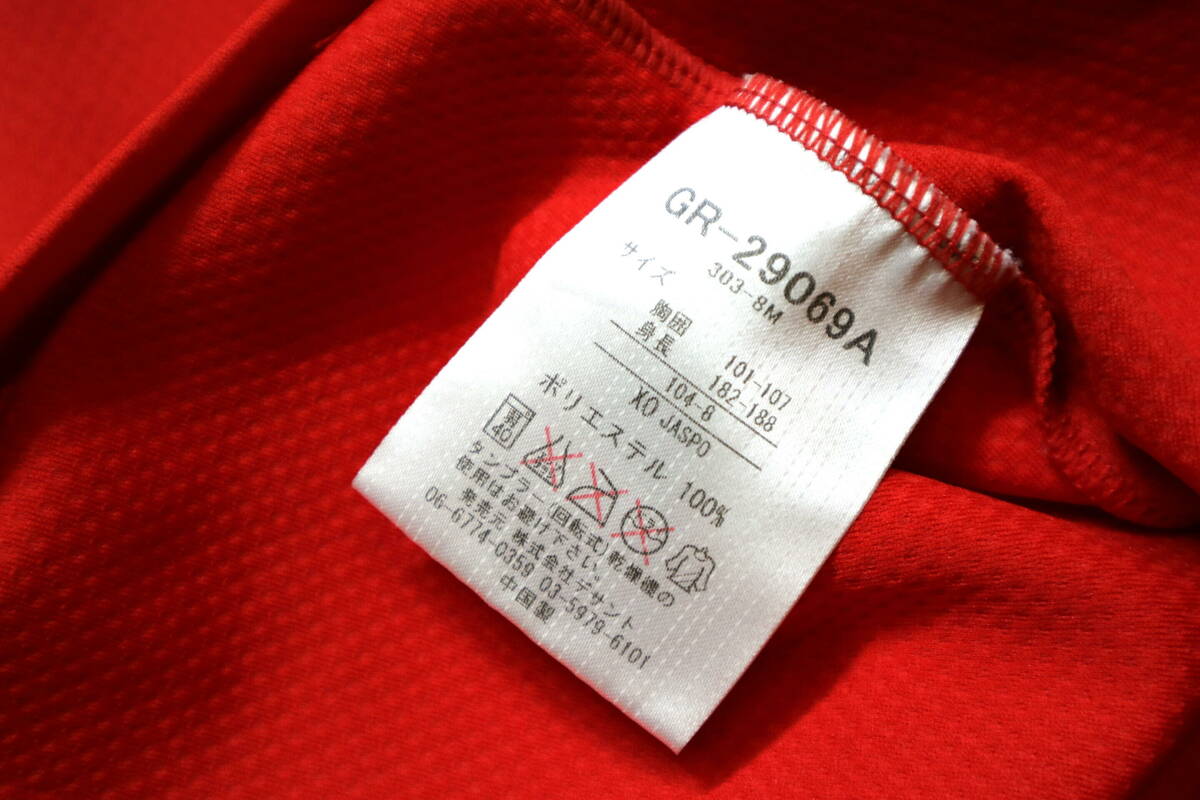 GR-29069A
サイズ 303-8M
胸囲 101-107
身長 182-188
104-8
XO JASPO
ポリエステル 100%
弱
40
タンブラー(回転式)乾燥機の
使用はお避け下さい。
発売元 株式会社デサント
06-6774-0359 03-5979-6101
中国製